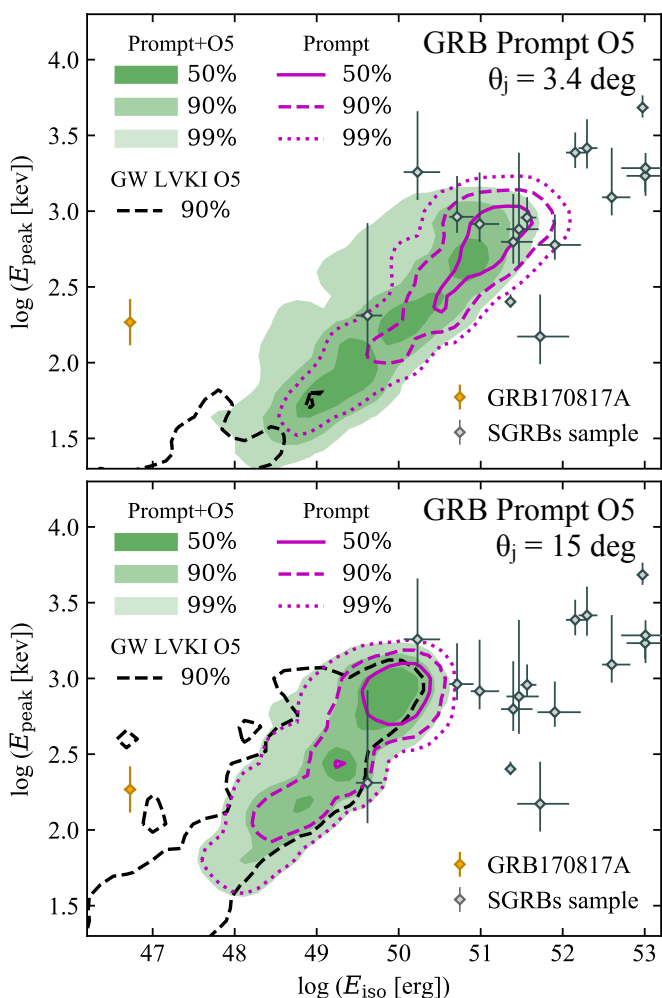 GRB Prompt O5
θj = 3.4 deg
Prompt+O5 Prompt
50% 50%
90% 90%
99% 99%
GW LVKI O5
90%
log (Epeak [kev])
4.0
3.5
3.0
2.5
2.0
1.5
GRB170817A
SGRBs sample
GRB Prompt O5
θj = 15 deg
Prompt+O5 Prompt
50% 50%
90% 90%
99% 99%
GW LVKI O5
90%
log (Epeak [kev])
4.0
3.5
3.0
2.5
2.0
1.5
GRB170817A
SGRBs sample
47 48 49 50 51 52 53
log (Eiso [erg])